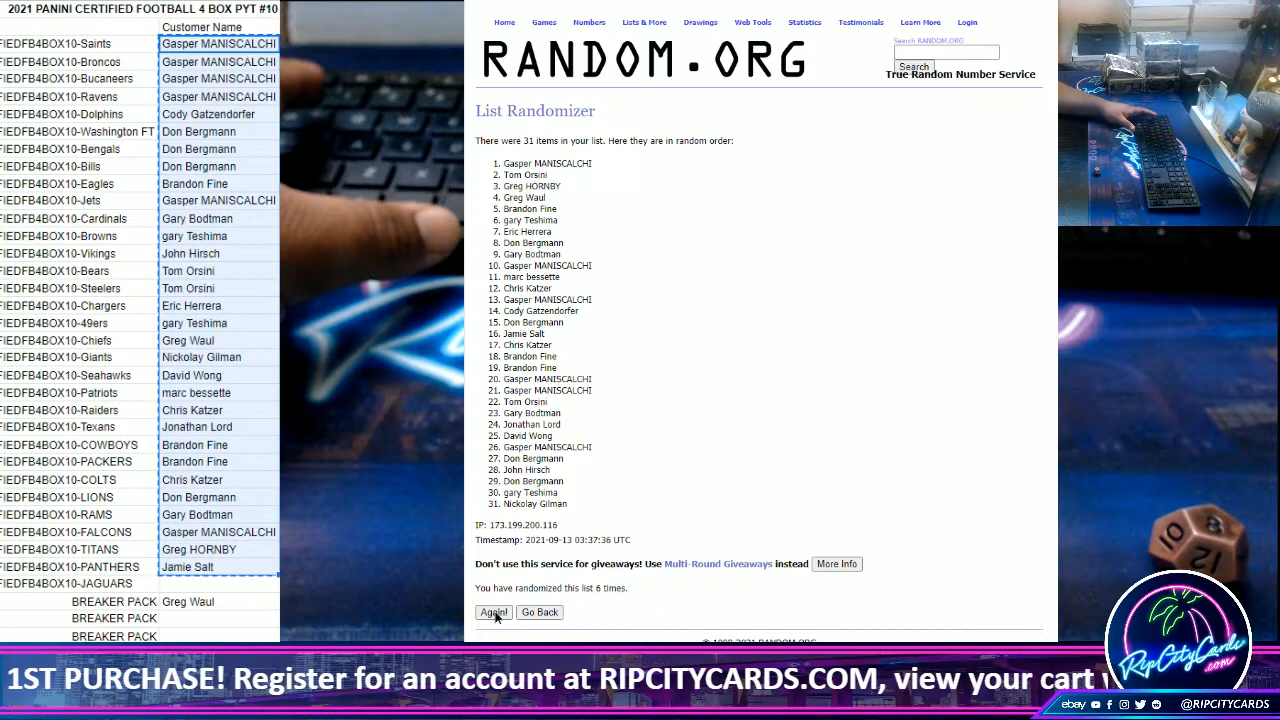 2021 PANINI CERTIFIED FOOTBALL 4 BOX PYT #10
Customer Name
FIEDFB4BOX10-Saints Gasper MANISCALCHI
FIEDFB4BOX10-Broncos Gasper MANISCALCHI
FIEDFB4BOX10-Bucaneers Gasper MANISCALCHI
FIEDFB4BOX10-Ravens Gasper MANISCALCHI
FIEDFB4BOX10-Dolphins Cody Gatzendorfer
FIEDFB4BOX10-Washington FT Don Bergmann
FIEDFB4BOX10-Bengals Don Bergmann
FIEDFB4BOX10-Bills Don Bergmann
FIEDFB4BOX10-Eagles Brandon Fine
FIEDFB4BOX10-Jets Gasper MANISCALCHI
FIEDFB4BOX10-Cardinals Gary Bodtman
FIEDFB4BOX10-Browns gary Teshima
FIEDFB4BOX10-Vikings John Hirsch
FIEDFB4BOX10-Bears Tom Orsini
FIEDFB4BOX10-Steelers Tom Orsini
FIEDFB4BOX10-Chargers Eric Herrera
FIEDFB4BOX10-49ers gary Teshima
FIEDFB4BOX10-Chiefs Greg Waul
FIEDFB4BOX10-Giants Nickolay Gilman
FIEDFB4BOX10-Seahawks David Wong
FIEDFB4BOX10-Patriots marc bessette
FIEDFB4BOX10-Raiders Chris Katzer
FIEDFB4BOX10-Texans Jonathan Lord
FIEDFB4BOX10-COWBOYS Brandon Fine
FIEDFB4BOX10-PACKERS Brandon Fine
FIEDFB4BOX10-COLTS Chris Katzer
FIEDFB4BOX10-LIONS Don Bergmann
FIEDFB4BOX10-RAMS Gary Bodtman
FIEDFB4BOX10-FALCONS Gasper MANISCALCHI
FIEDFB4BOX10-TITANS Greg HORNBY
FIEDFB4BOX10-PANTHERS Jamie Salt
FIEDFB4BOX10-JAGUARS
BREAKER PACK Greg Waul
BREAKER PACK
BREAKER PACK
Home Games Numbers Lists & More Drawings Web Tools Statistics Testimonials Learn More Login
RANDOM.ORG
Search RANDOM.ORG
Search
True Random Number Service
List Randomizer
There were 31 items in your list. Here they are in random order:
1. Gasper MANISCALCHI
2. Tom Orsini
3. Greg HORNBY
4. Greg Waul
5. Brandon Fine
6. gary Teshima
7. Eric Herrera
8. Don Bergmann
9. Gary Bodtman
10. Gasper MANISCALCHI
11. marc bessette
12. Chris Katzer
13. Gasper MANISCALCHI
14. Cody Gatzendorfer
15. Don Bergmann
16. Jamie Salt
17. Chris Katzer
18. Brandon Fine
19. Brandon Fine
20. Gasper MANISCALCHI
21. Gasper MANISCALCHI
22. Tom Orsini
23. Gary Bodtman
24. Jonathan Lord
25. David Wong
26. Gasper MANISCALCHI
27. Don Bergmann
28. John Hirsch
29. Don Bergmann
30. gary Teshima
31. Nickolay Gilman
IP: 173.199.200.116
Timestamp: 2021-09-13 03:37:36 UTC
Don't use this service for giveaways! Use Multi-Round Giveaways instead More Info
You have randomized this list 6 times.
Again! Go Back
1ST PURCHASE! Register for an account at RIPCITYCARDS.COM, view your cart
RipCityCards
.com
ebay @RIPCITYCARDS